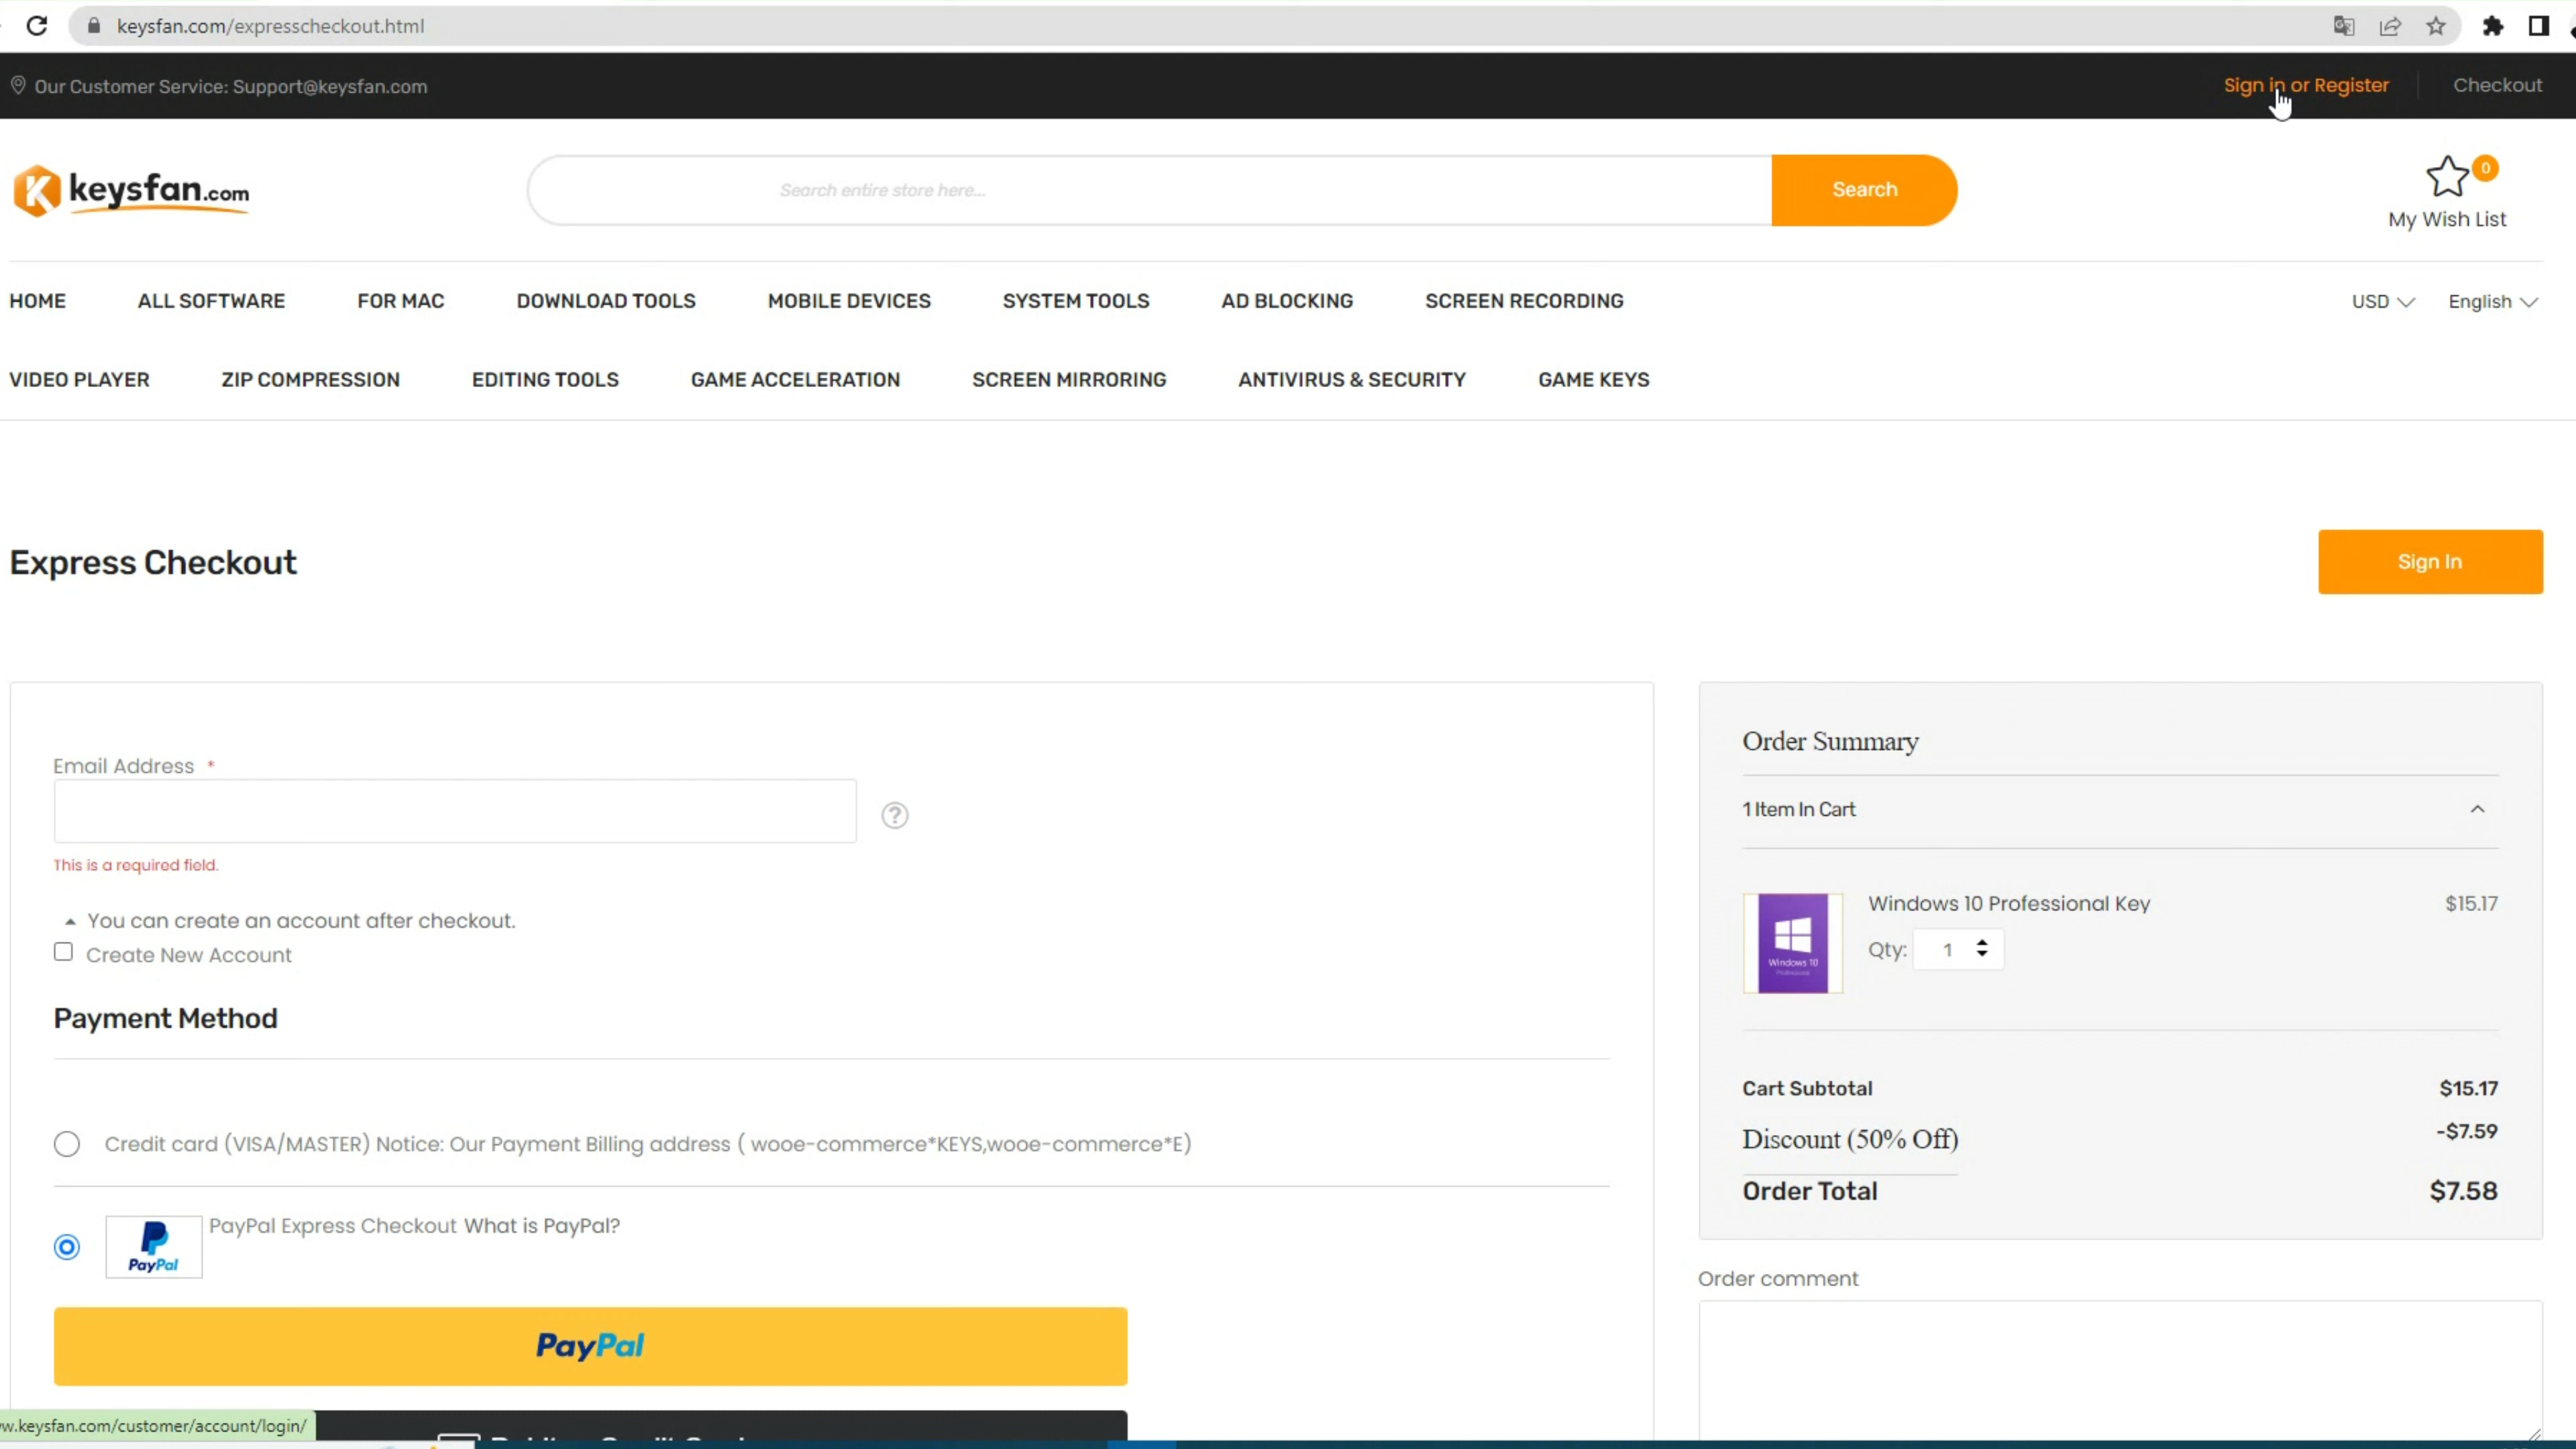 keysfan.com/expresscheckout.html
Our Customer Service: Support@keysfan.com
Sign in or Register
Checkout
K keysfan.com
Search entire store here...
Search
0
My Wish List
HOME ALL SOFTWARE FOR MAC DOWNLOAD TOOLS MOBILE DEVICES SYSTEM TOOLS AD BLOCKING SCREEN RECORDING
USD English
VIDEO PLAYER ZIP COMPRESSION EDITING TOOLS GAME ACCELERATION SCREEN MIRRORING ANTIVIRUS & SECURITY GAME KEYS
Express Checkout
Sign In
Email Address *
?
This is a required field.
You can create an account after checkout.
Create New Account
Payment Method
Credit card (VISA/MASTER) Notice: Our Payment Billing address ( wooe-commerce*KEYS,wooe-commerce*E)
PayPal
PayPal Express Checkout What is PayPal?
PayPal
Order Summary
1 Item In Cart
Windows 10
Professional
Windows 10 Professional Key
$15.17
Qty: 1
Cart Subtotal $15.17
Discount (50% Off) -$7.59
Order Total $7.58
Order comment
w.keysfan.com/customer/account/login/